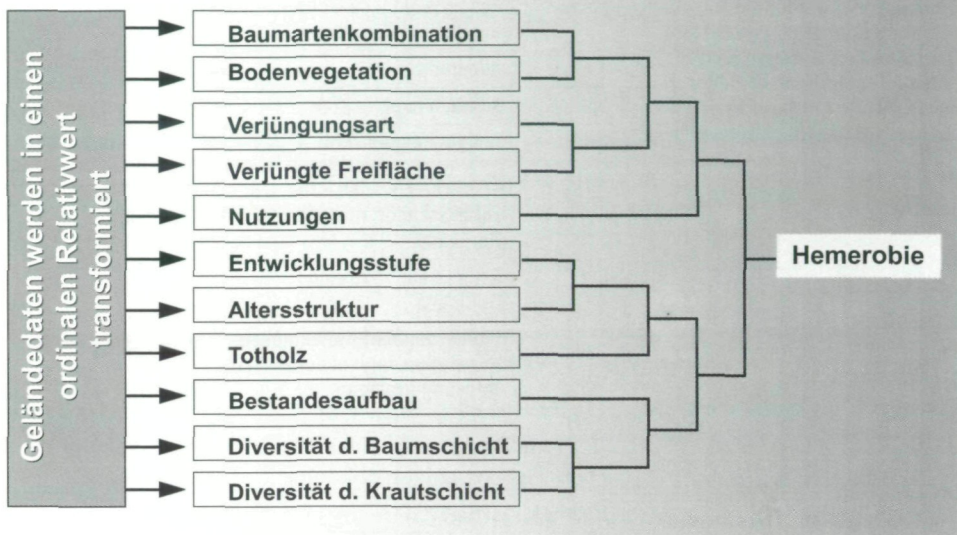 Geländedaten werden in einen
ordinalen Relativwert
transformiert
Baumartenkombination
Bodenvegetation
Verjüngungsart
Verjüngte Freifläche
Nutzungen
Entwicklungsstufe
Altersstruktur
Totholz
Bestandesaufbau
Diversität d. Baumschicht
Diversität d. Krautschicht
Hemerobie